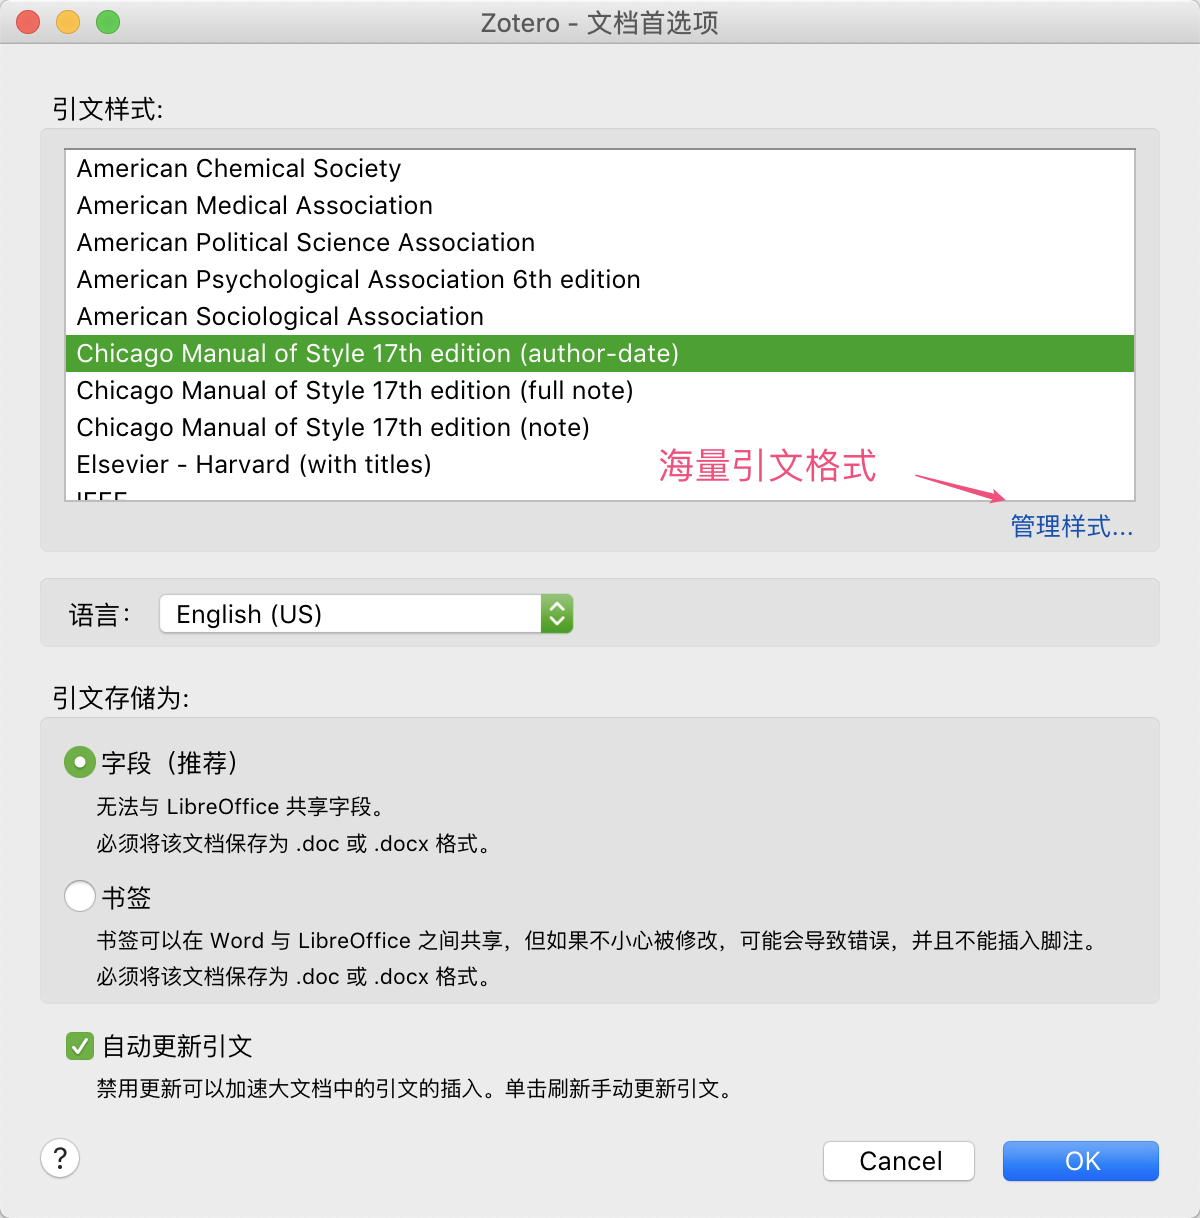 Zotero - 文档首选项
引文样式:
American Chemical Society
American Medical Association
American Political Science Association
American Psychological Association 6th edition
American Sociological Association
Chicago Manual of Style 17th edition (author-date)
Chicago Manual of Style 17th edition (full note)
Chicago Manual of Style 17th edition (note)
Elsevier - Harvard (with titles)
IEEE
海量引文格式
管理样式...
语言：
English (US)
引文存储为:
字段（推荐）
无法与 LibreOffice 共享字段。
必须将该文档保存为 .doc 或 .docx 格式。
书签
书签可以在 Word 与 LibreOffice 之间共享，但如果不小心被修改，可能会导致错误，并且不能插入脚注。
必须将该文档保存为 .doc 或 .docx 格式。
自动更新引文
禁用更新可以加速大文档中的引文的插入。单击刷新手动更新引文。
?
Cancel
OK